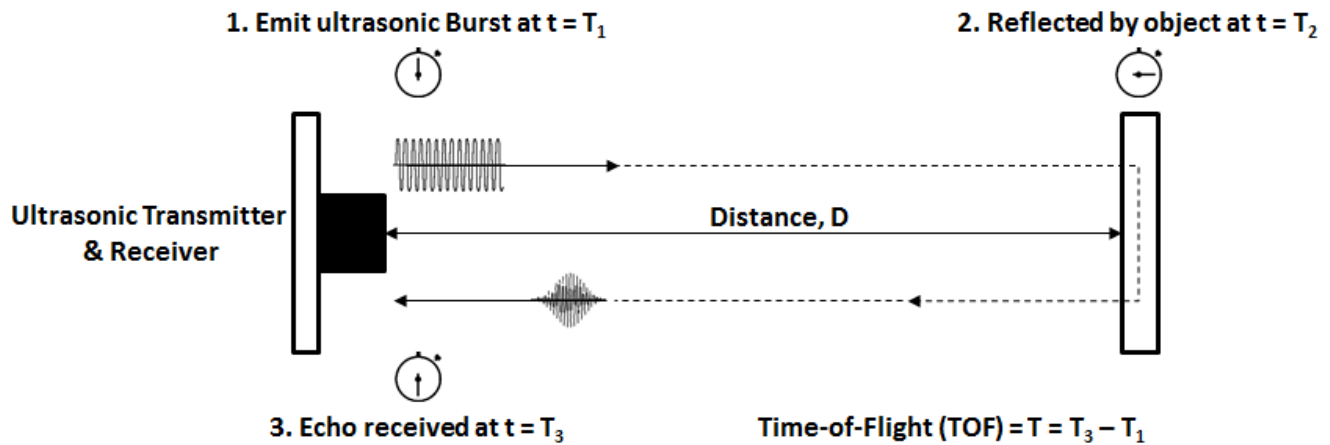 1. Emit ultrasonic Burst at t = T₁
2. Reflected by object at t = T₂
Ultrasonic Transmitter
& Receiver
Distance, D
3. Echo received at t = T₃
Time-of-Flight (TOF) = T = T₃ – T₁